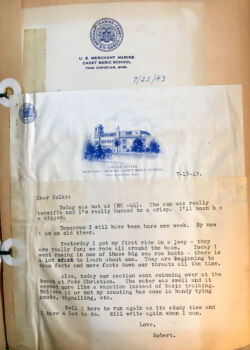 U. S. MERCHANT MARINE
CADET BASIC SCHOOL
PASS CHRISTIAN, MISS.
7/25/43
UNITED STATES
MERCHANT MARINE CADET BASIC SCHOOL
7-13-43.
Dear Folks:
Today was hot as The sun was really
terrific and I'm really burned to a crisp. I'll soon be
a nigger.
Tomorrow I will have been here one week. By now
I am an old timer.
Yesterday I got my first ride in a jeep - they
are really fun; we rode all around the base. Today I
went rowing in one of those big sea row boats - there is
a lot to learn about one. They are beginning to
cram facts and more facts down our throats all the time.
Also, today our section went swimming over at the
beach at Pass Christian. The water was swell and it
seemed more like a vacation instead of boot training.
Believe it or not my scouting has come in handy tying
knots, signalling, etc.
Well I have to run again as its study time and
I have a lot to do. Will write again when I can.
Love,
Robert.